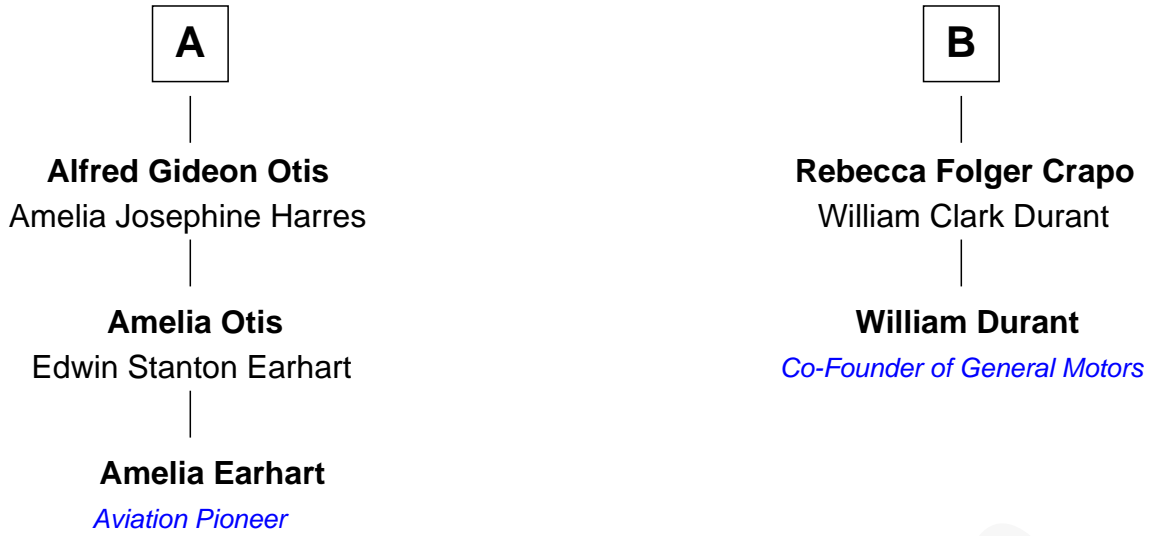 A
Alfred Gideon Otis
Amelia Josephine Harres
Amelia Otis
Edwin Stanton Earhart
Amelia Earhart
Aviation Pioneer
B
Rebecca Folger Crapo
William Clark Durant
William Durant
Co-Founder of General Motors